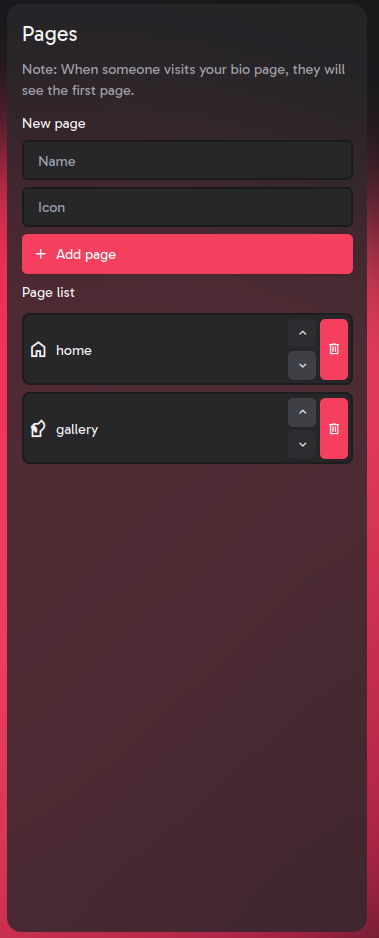 Pages
Note: When someone visits your bio page, they will
see the first page.
New page
Name
Icon
+ Add page
Page list
home
gallery